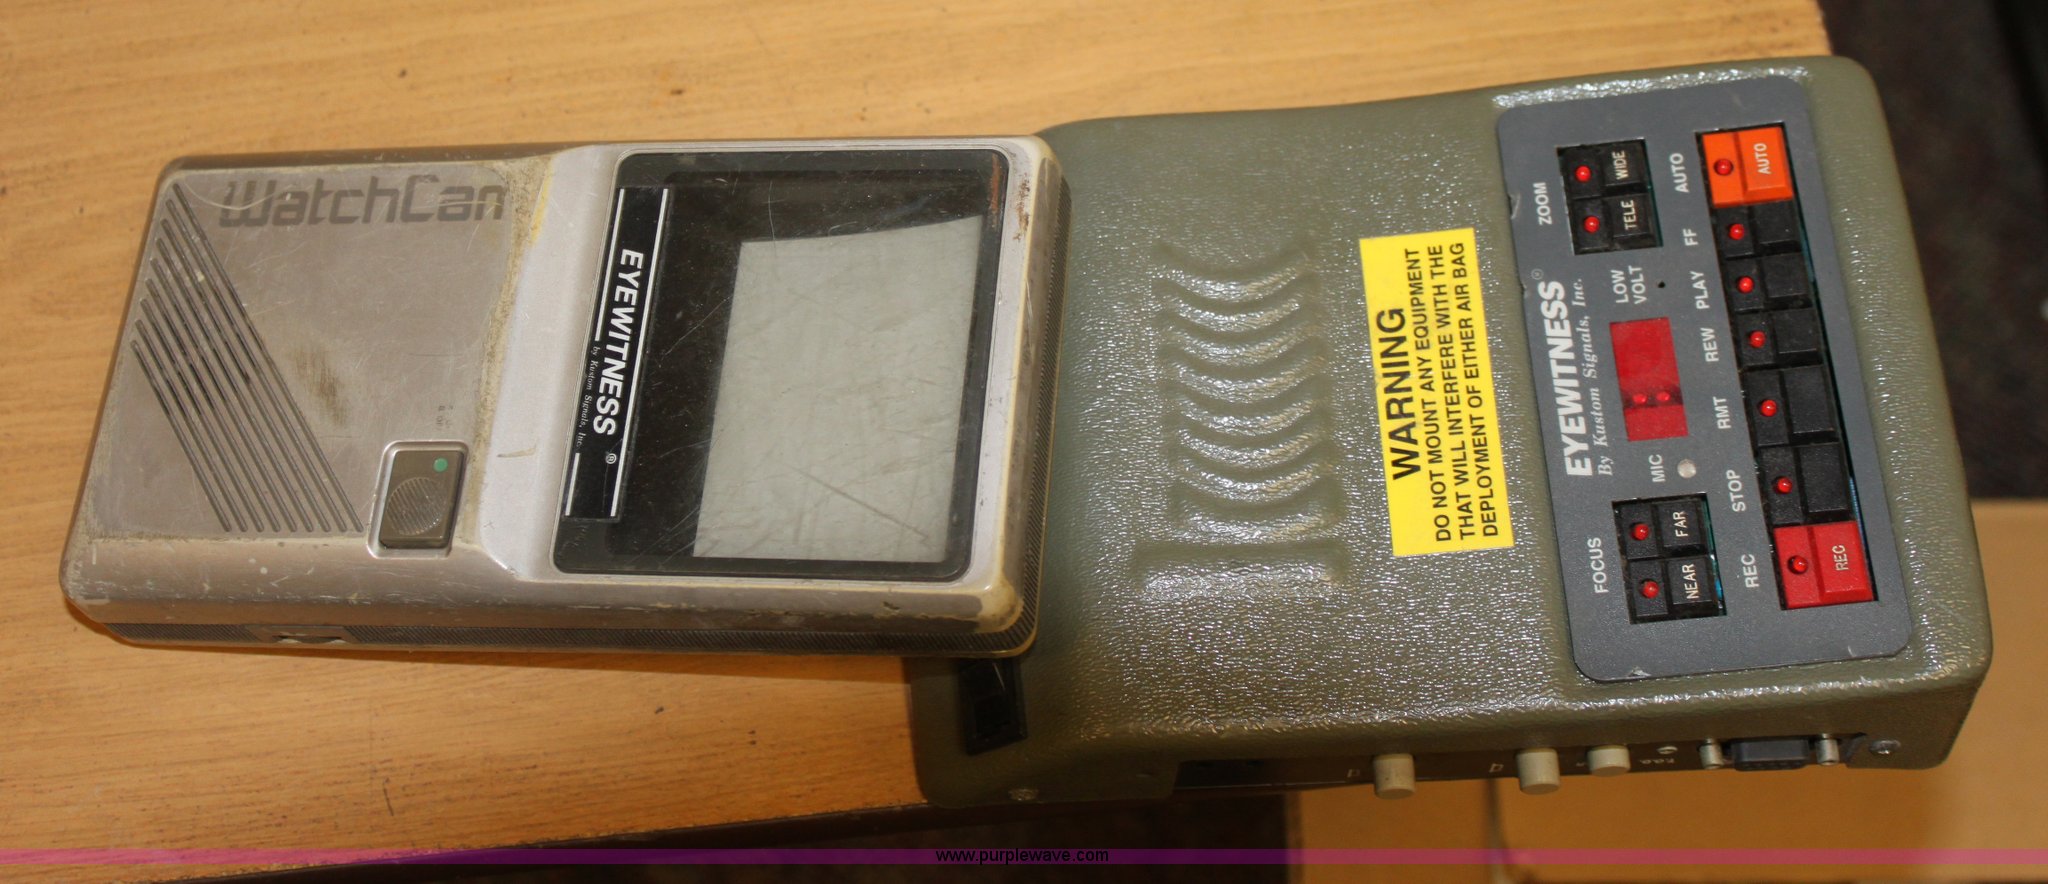 WatchCan
EYEWITNESS®
by Kustom Signals, Inc.
WARNING
DO NOT MOUNT ANY EQUIPMENT
THAT WILL INTERFERE WITH THE
DEPLOYMENT OF EITHER AIR BAG
EYEWITNESS®
By Kustom Signals, Inc.
FOCUS
NEAR
FAR
MIC
LOW
VOLT
ZOOM
TELE
WIDE
REC
STOP
RMT
REW
PLAY
FF
AUTO
REC
AUTO
www.purplewave.com